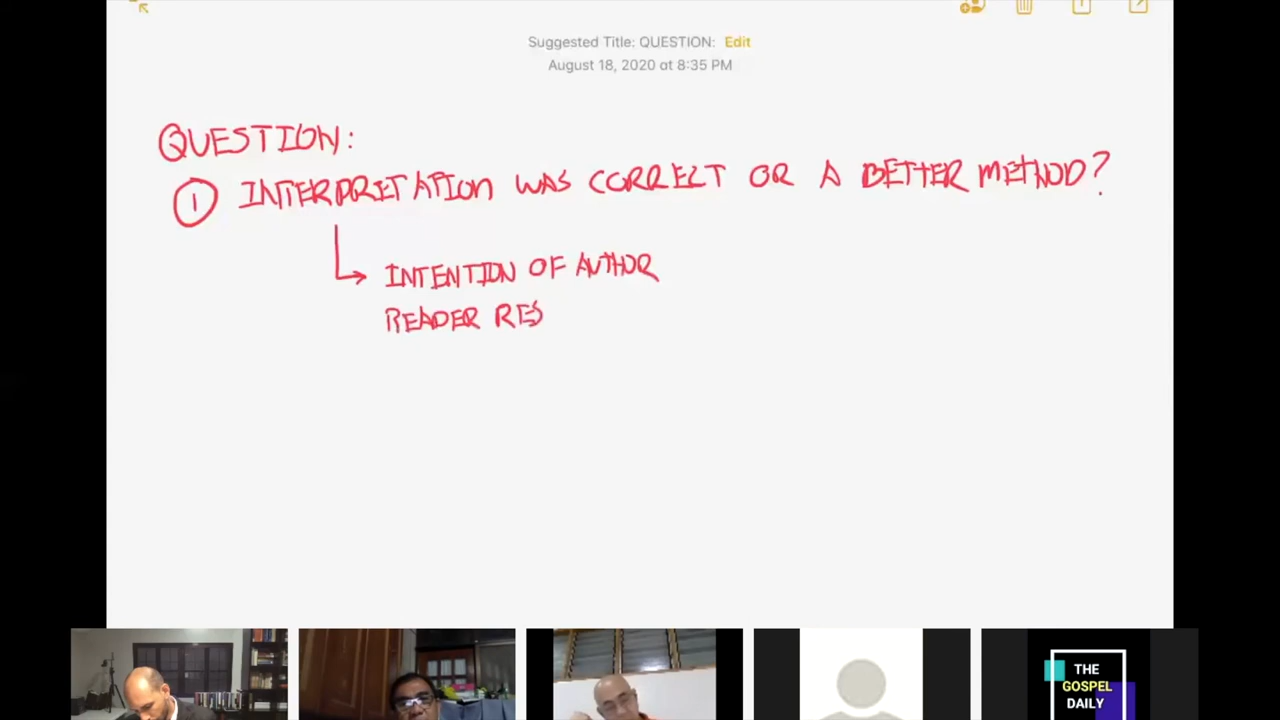 Suggested Title: QUESTION: Edit
August 18, 2020 at 8:35 PM
QUESTION:
① INTERPRETATION WAS CORRECT OR A BETTER METHOD?
INTENTION OF AUTHOR
READER RES
THE
GOSPEL
DAILY